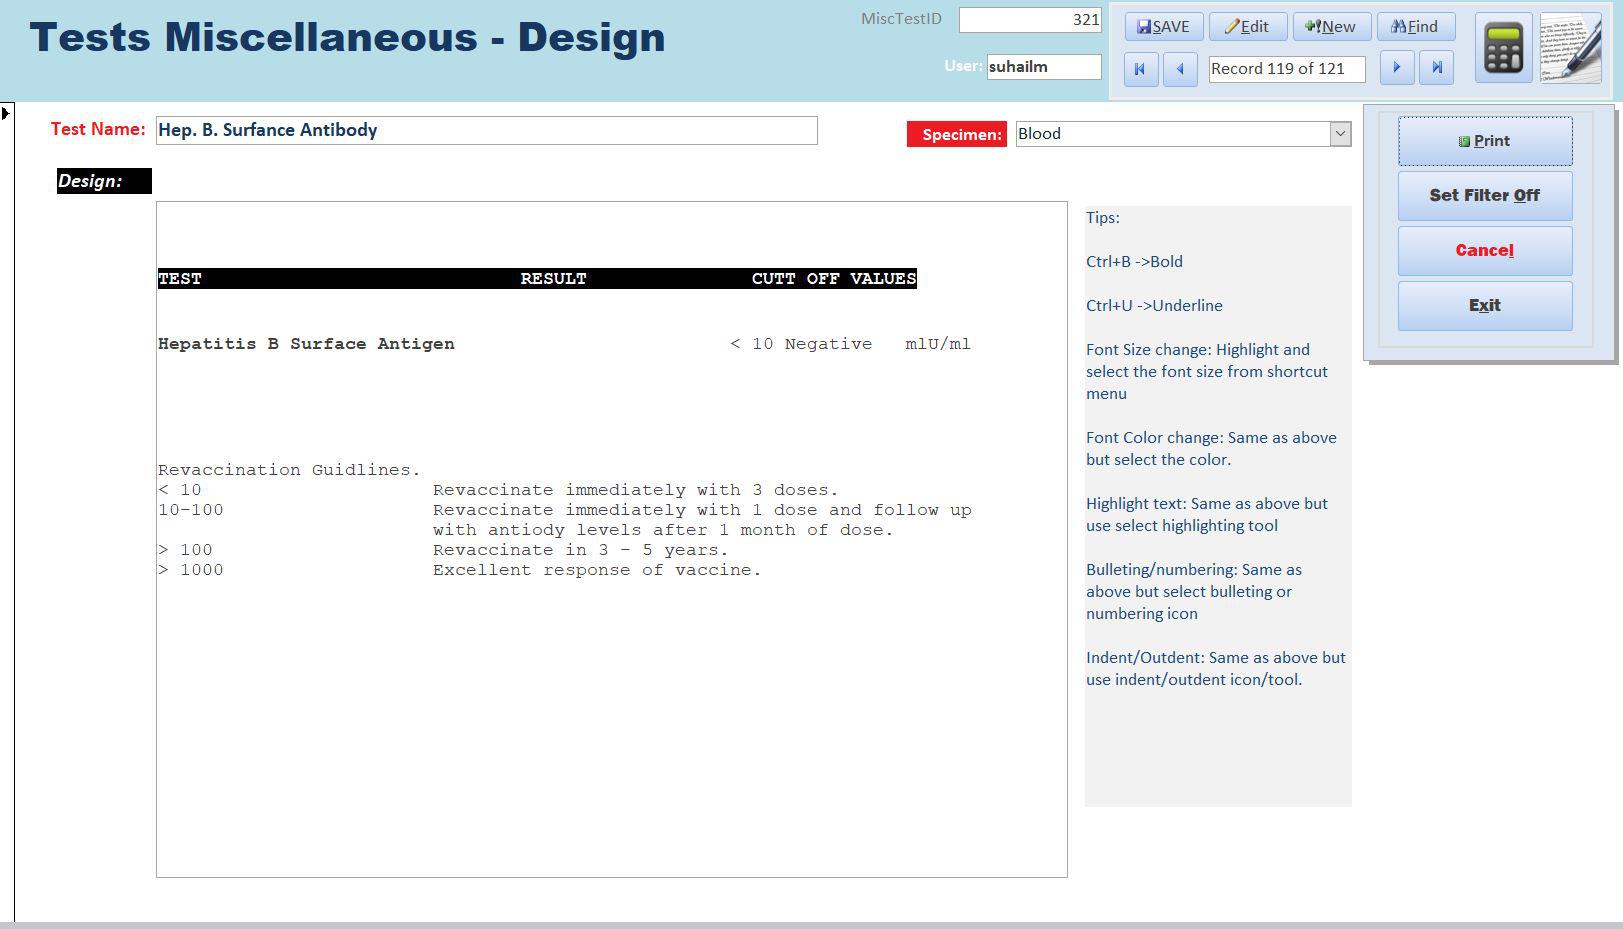 Tests Miscellaneous - Design
MiscTestID 321
User: suhailm
SAVE Edit New Find
Record 119 of 121
Test Name: Hep. B. Surfance Antibody
Specimen: Blood
Print
Set Filter Off
Cancel
Exit
Design:
TEST RESULT CUTT OFF VALUES
Hepatitis B Surface Antigen < 10 Negative mlU/ml
Revaccination Guidlines.
< 10 Revaccinate immediately with 3 doses.
10-100 Revaccinate immediately with 1 dose and follow up
with antiody levels after 1 month of dose.
> 100 Revaccinate in 3 - 5 years.
> 1000 Excellent response of vaccine.
Tips:
Ctrl+B ->Bold
Ctrl+U ->Underline
Font Size change: Highlight and
select the font size from shortcut
menu
Font Color change: Same as above
but select the color.
Highlight text: Same as above but
use select highlighting tool
Bulleting/numbering: Same as
above but select bulleting or
numbering icon
Indent/Outdent: Same as above but
use indent/outdent icon/tool.